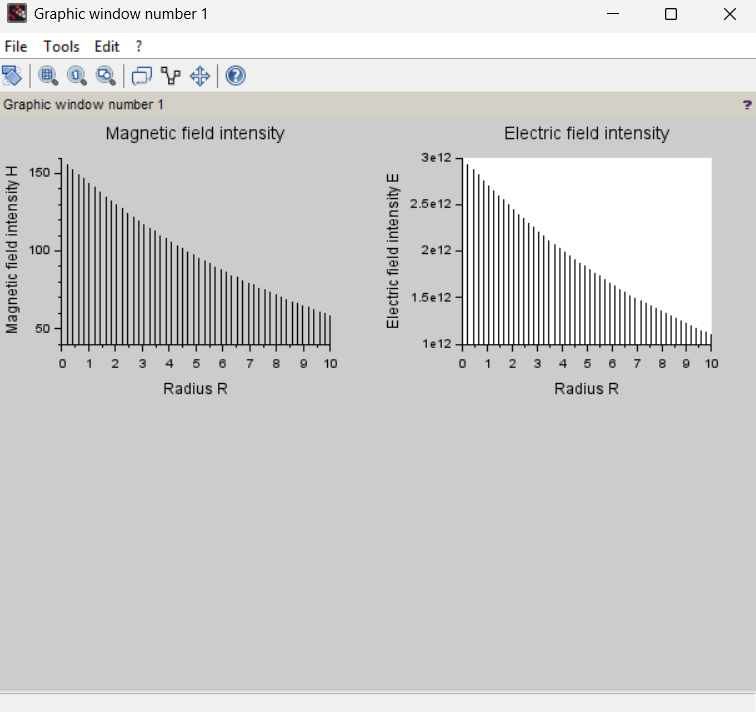 Graphic window number 1
File Tools Edit ?
Graphic window number 1 ?
Magnetic field intensity
Magnetic field intensity H
150
100
50
0 1 2 3 4 5 6 7 8 9 10
Radius R
Electric field intensity
Electric field intensity E
3e12
2.5e12
2e12
1.5e12
1e12
0 1 2 3 4 5 6 7 8 9 10
Radius R